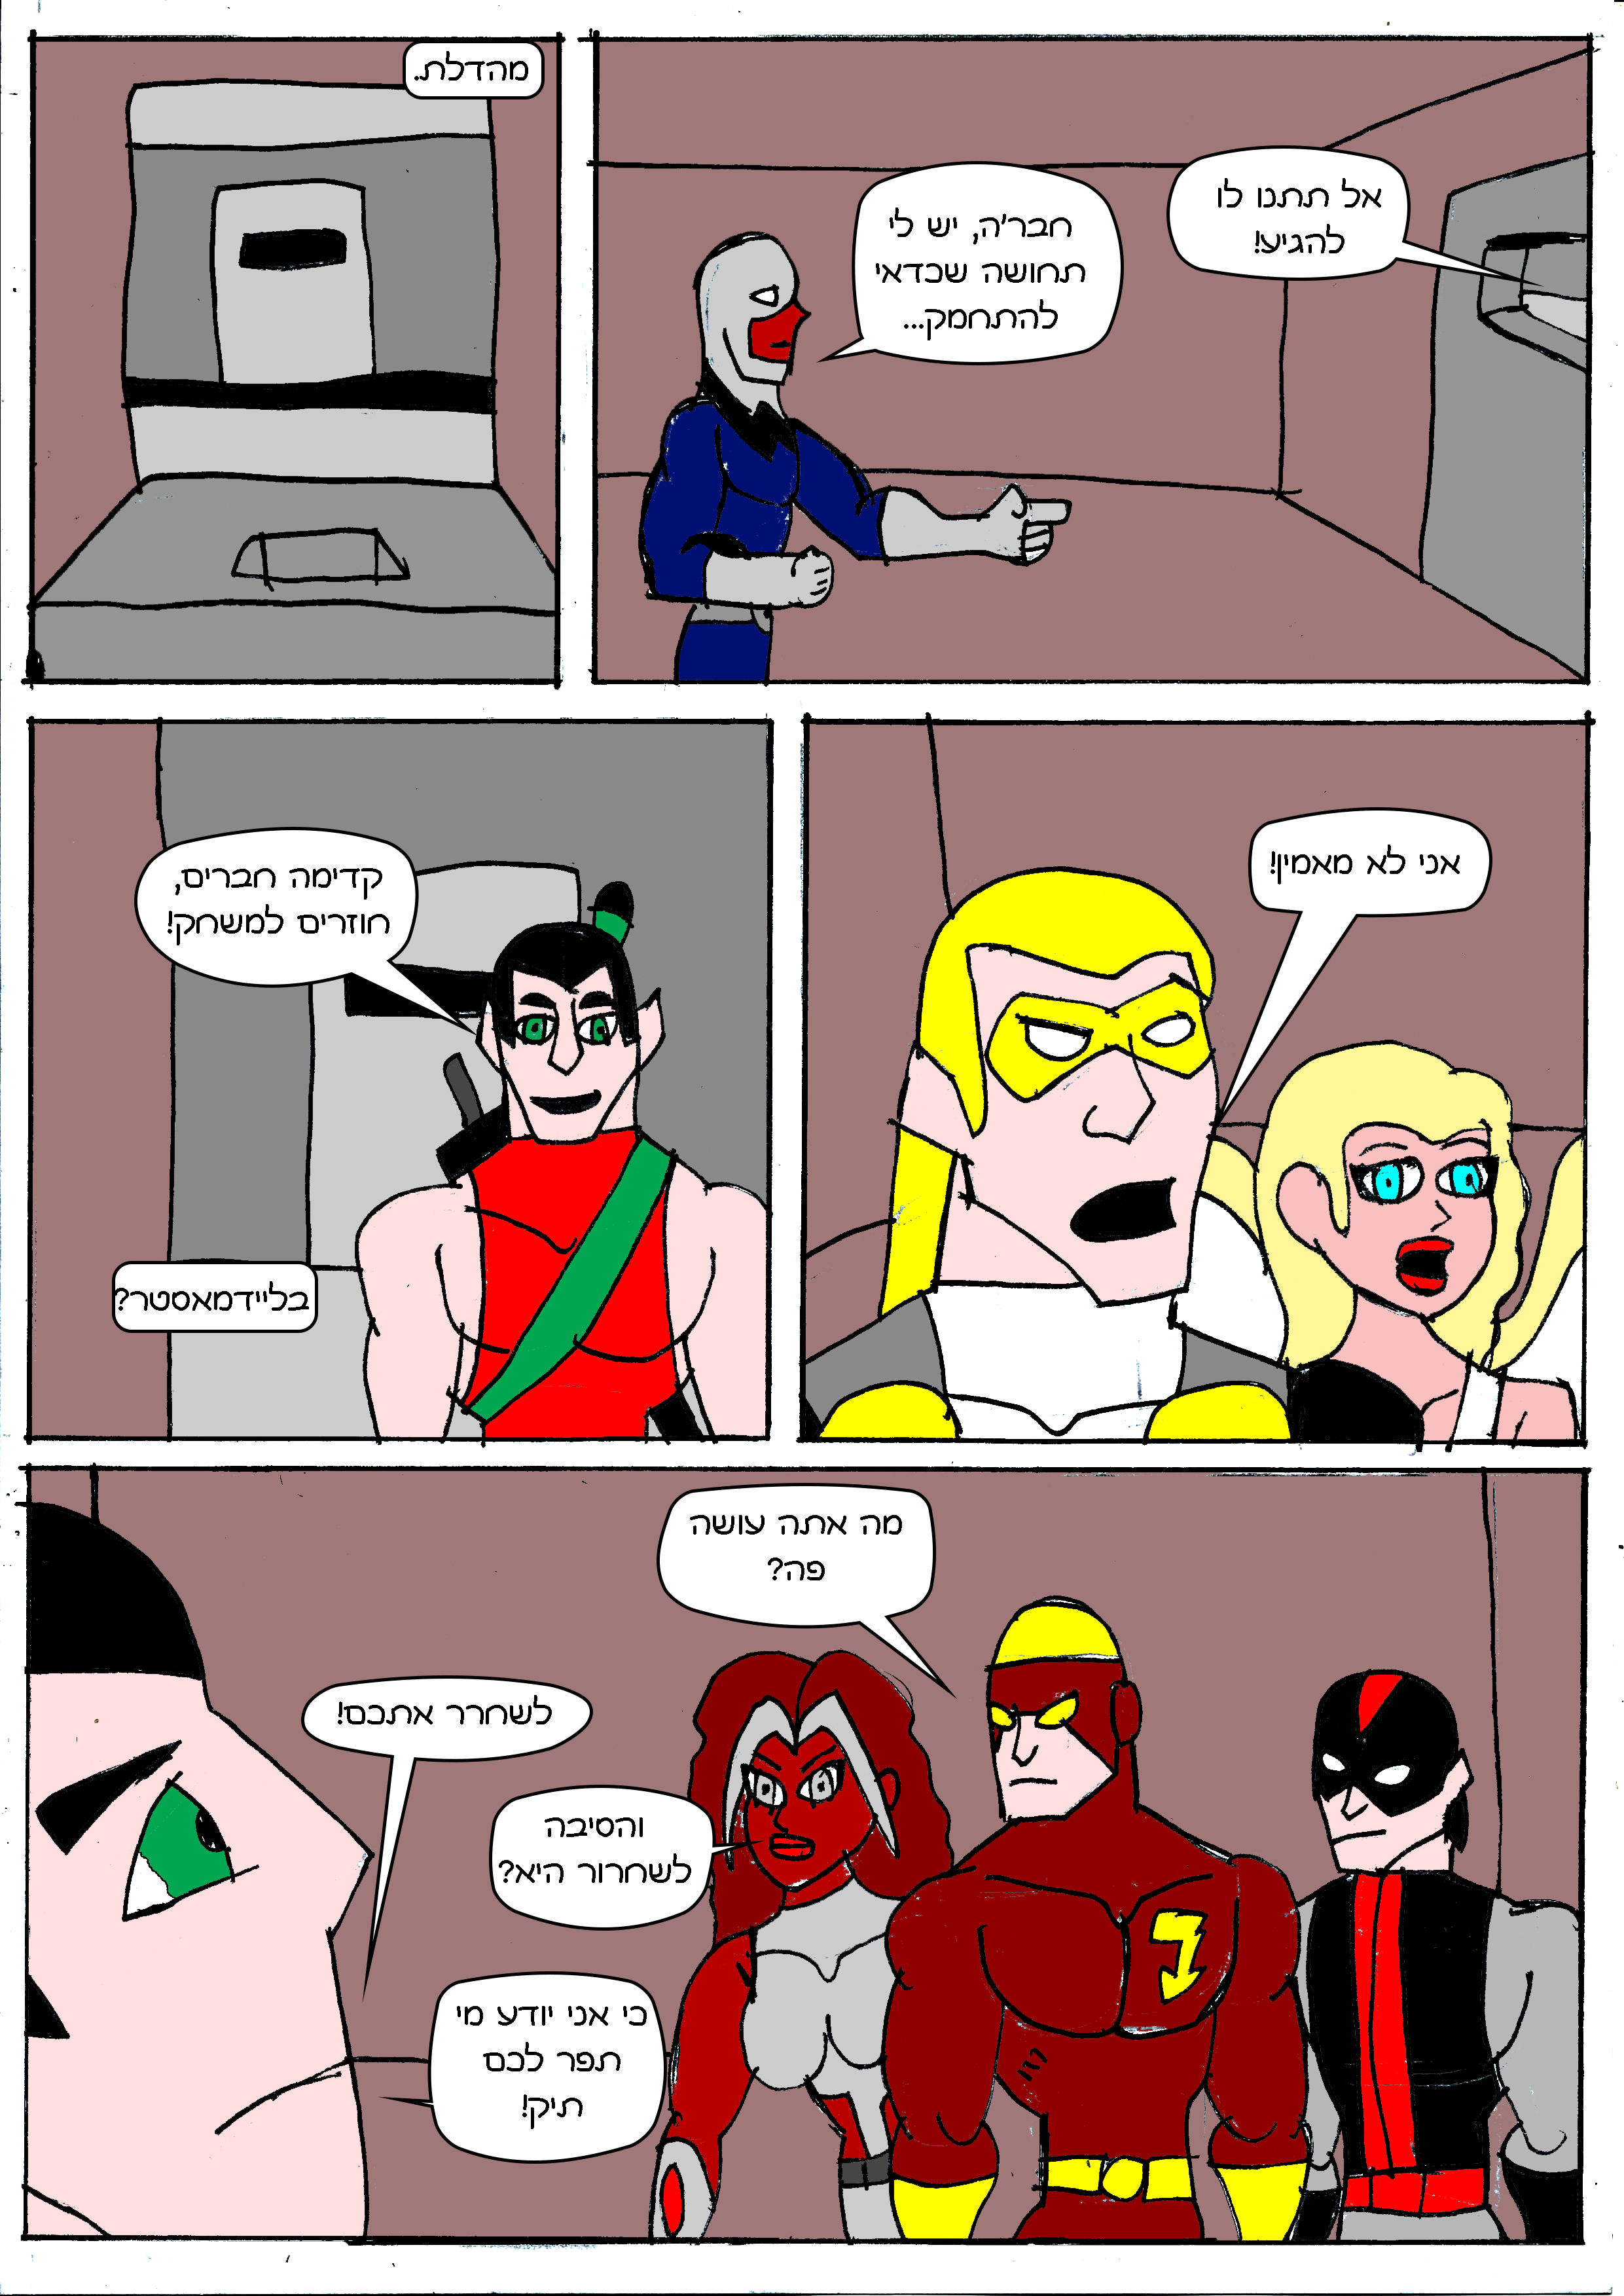 אל תתנו לו
להגיע!
חבר'ה, יש לי
תחושה שכדאי
להתחמק...
מהדלת.
אני לא מאמין!
קדימה חברים,
חוזרים למשחק!
בליידמאסטר?
מה אתה עושה
פה?
לשחרר אתכם!
והסיבה
לשחרור היא?
כי אני יודע מי
תפר לכם
תיק!